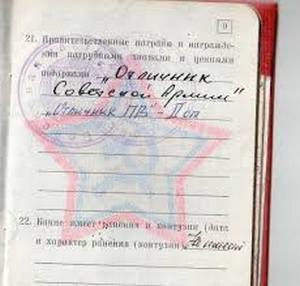 9
21. Правительственные награды и награжде-
ния нагрудными знаками и ценными
подарками „Отличник
Советской Армии"
„Отличник ПВ" - II ст
22. Какие имеет ранения и контузии (дата
и характер ранения (контузии)